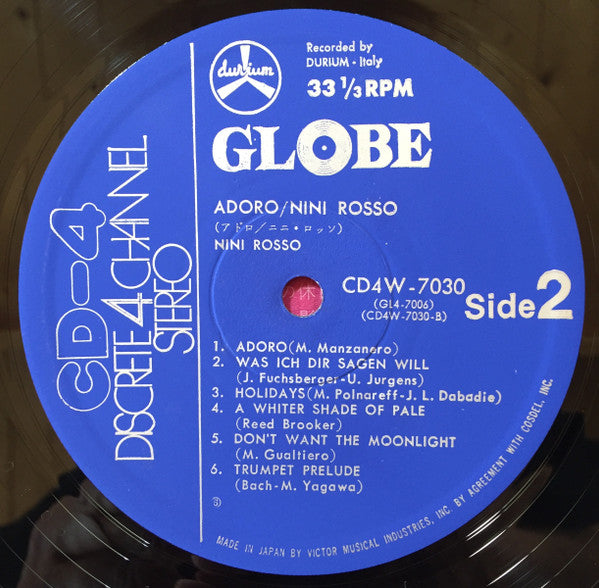 durium
Recorded by
DURIUM • Italy
33 1/3 RPM
GLOBE
CD-4
DISCRETE 4 CHANNEL
STEREO
ADORO/NINI ROSSO
(アドロ/ニニ・ロッソ)
NINI ROSSO
CD4W-7030
(GL4-7006)
(CD4W-7030-B)
Side 2
1. ADORO(M. Manzanero)
2. WAS ICH DIR SAGEN WILL
(J. Fuchsberger-U. Jurgens)
3. HOLIDAYS(M. Polnareff-J. L. Dabadie)
4. A WHITER SHADE OF PALE
(Reed Brooker)
5. DON'T WANT THE MOONLIGHT
(M. Gualtiero)
6. TRUMPET PRELUDE
(Bach-M. Yagawa)
MADE IN JAPAN BY VICTOR MUSICAL INDUSTRIES, INC. BY AGREEMENT WITH COSDEL, INC.